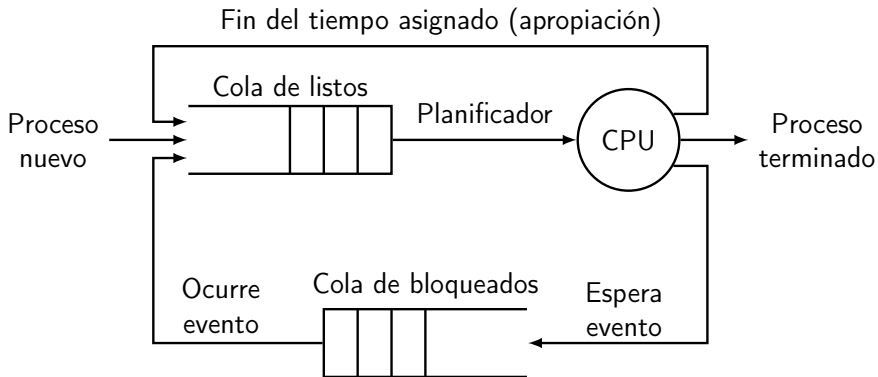 Fin del tiempo asignado (apropiación)
Cola de listos
Proceso
nuevo
Planificador
CPU
Proceso
terminado
Ocurre
evento
Cola de bloqueados
Espera
evento